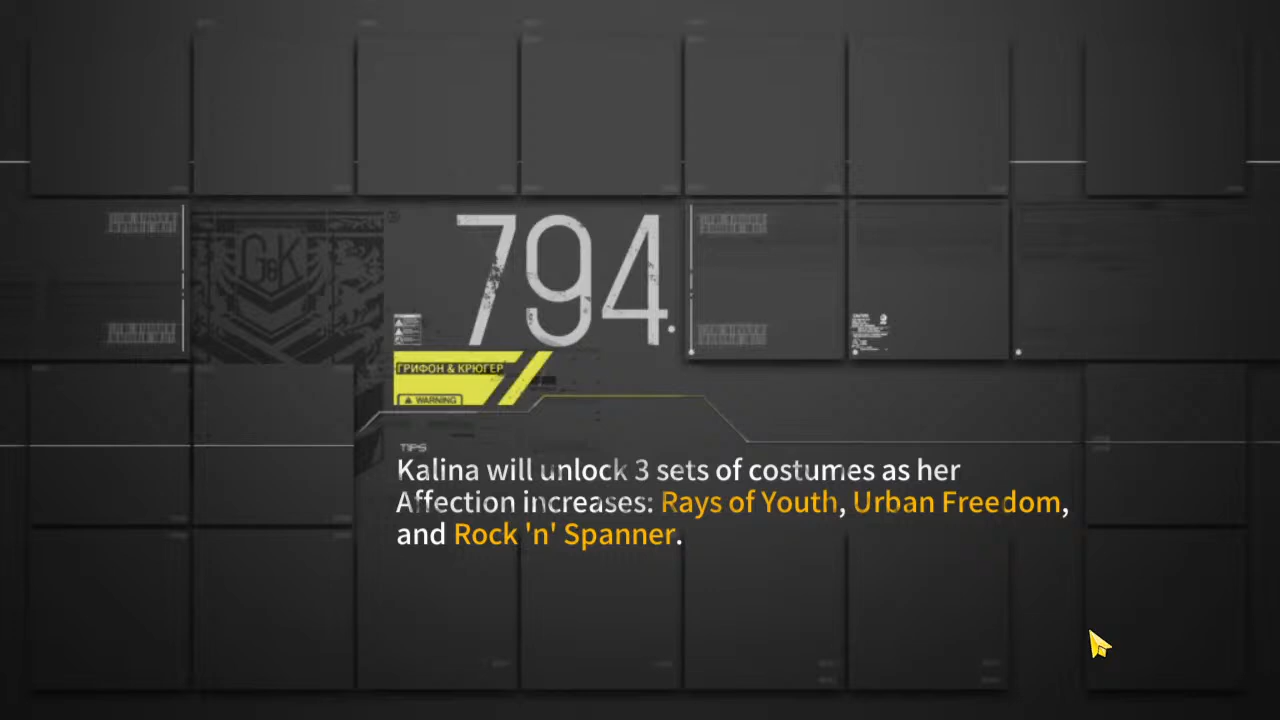 G&K
794.
ГРИФОН & КРЮГЕР
WARNING
TIPS
Kalina will unlock 3 sets of costumes as her
Affection increases: Rays of Youth, Urban Freedom,
and Rock 'n' Spanner.